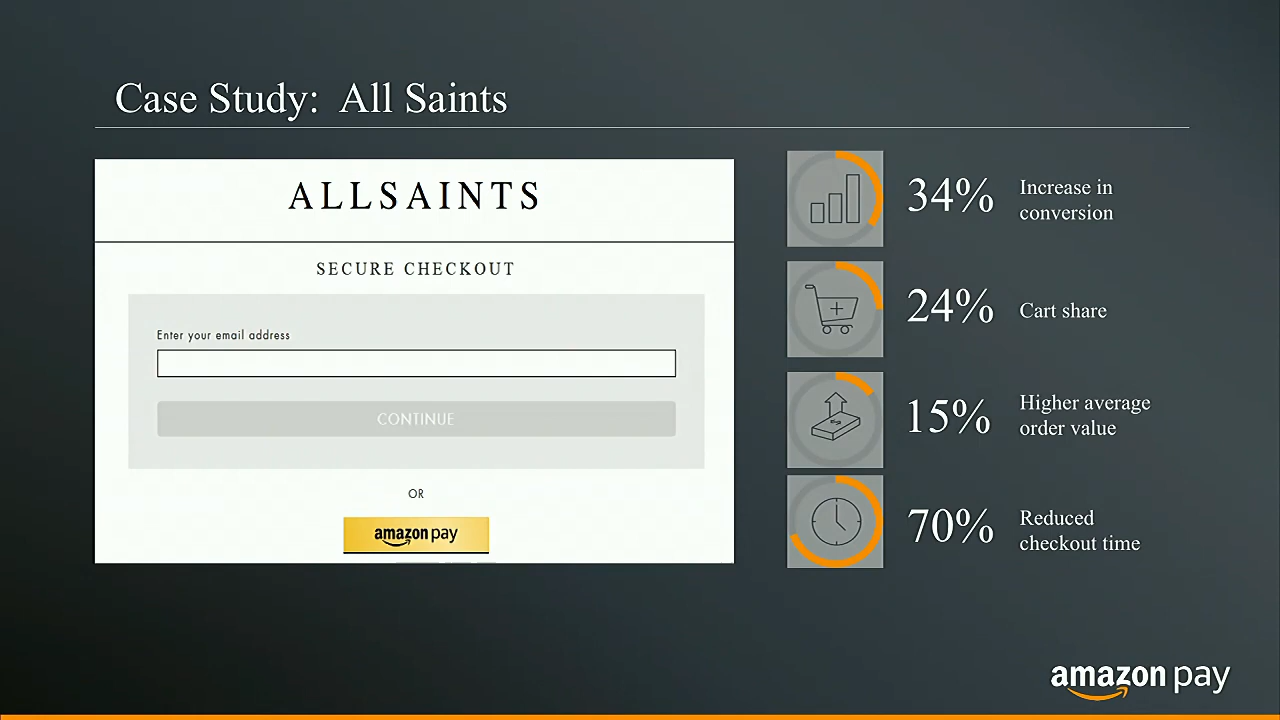 Case Study: All Saints
ALLSAINTS
SECURE CHECKOUT
Enter your email address
CONTINUE
OR
amazon pay
34%
Increase in
conversion
24%
Cart share
15%
Higher average
order value
70%
Reduced
checkout time
amazon pay